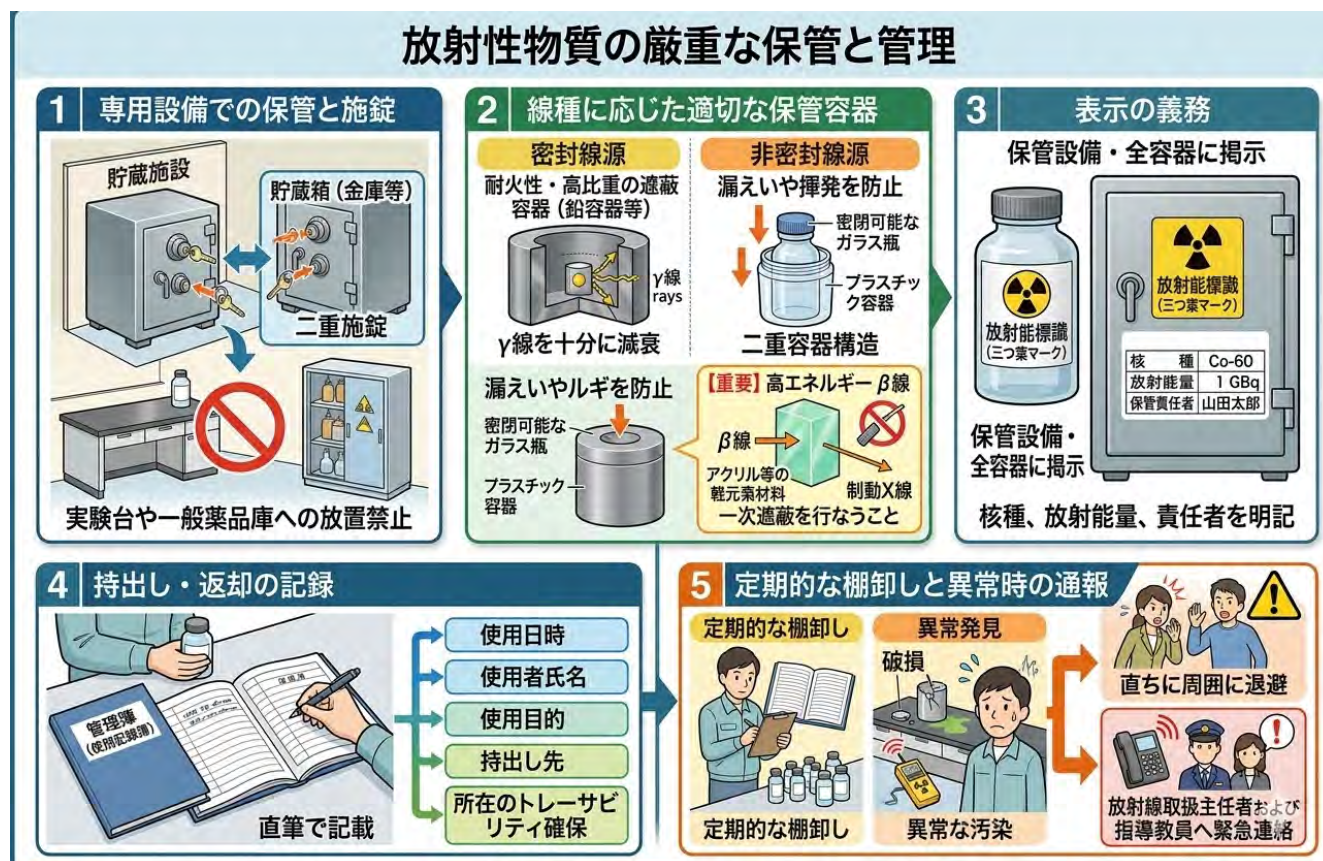 放射性物質の厳重な保管と管理
1 専用設備での保管と施錠
貯蔵施設
貯蔵箱(金庫等)
二重施錠
実験台や一般薬品庫への放置禁止
2 線種に応じた適切な保管容器
密封線源
耐火性・高比重の遮蔽
容器(鉛容器等)
γ線
rays
γ線を十分に減衰
非密封線源
漏えいや揮発を防止
密閉可能な
ガラス瓶
プラスチッ
ク容器
二重容器構造
漏えいやルギを防止
密閉可能な
ガラス瓶
プラスチック
容器
【重要】高エネルギーβ線
β線
アクリル等の
軽元素材料
制動X線
一次遮蔽を行なうこと
3 表示の義務
保管設備・全容器に掲示
放射能標識
(三つ葉マーク)
放射能標識
(三つ葉マーク)
核 種 Co-60
放射能量 1 GBq
保管責任者 山田太郎
保管設備・
全容器に掲示
核種、放射能量、責任者を明記
4 持出し・返却の記録
管理簿
(使用記録簿)
直筆で記載
使用日時
使用者氏名
使用目的
持出し先
所在のトレーサビ
リティ確保
5 定期的な棚卸しと異常時の通報
定期的な棚卸し
定期的な棚卸し
異常発見
破損
異常な汚染
直ちに周囲に退避
放射線取扱主任者および
指導教員へ緊急連絡